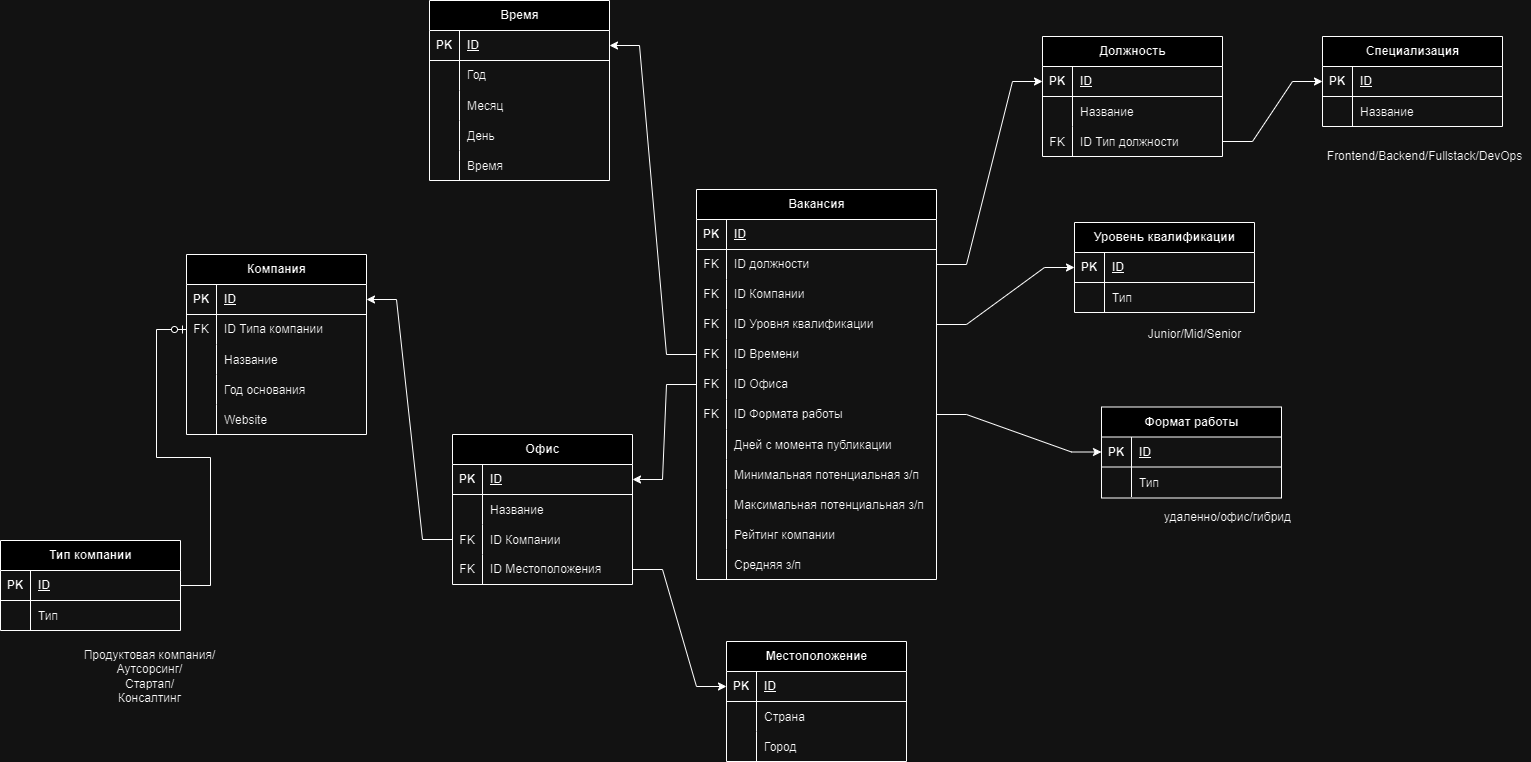 Время
PK ID
Год
Месяц
День
Время
Должность
PK ID
Название
FK ID Тип должности
Специализация
PK ID
Название
Frontend/Backend/Fullstack/DevOps
Вакансия
PK ID
FK ID должности
FK ID Компании
FK ID Уровня квалификации
FK ID Времени
FK ID Офиса
FK ID Формата работы
Дней с момента публикации
Минимальная потенциальная з/п
Максимальная потенциальная з/п
Рейтинг компании
Средняя з/п
Уровень квалификации
PK ID
Тип
Junior/Mid/Senior
Компания
PK ID
FK ID Типа компании
Название
Год основания
Website
Формат работы
PK ID
Тип
удаленно/офис/гибрид
Офис
PK ID
Название
FK ID Компании
FK ID Местоположения
Тип компании
PK ID
Тип
Продуктовая компания/
Аутсорсинг/
Стартап/
Консалтинг
Местоположение
PK ID
Страна
Город